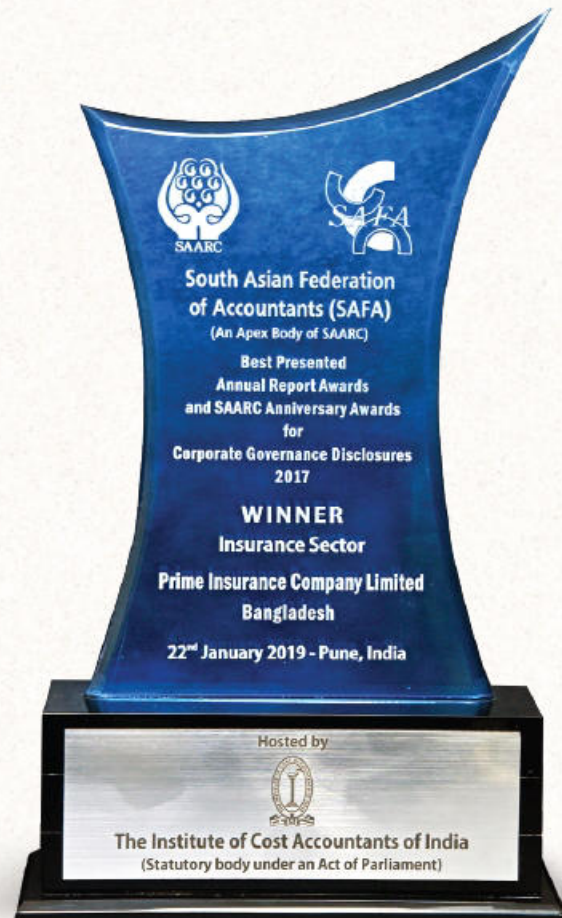 SAARC
SAFA
South Asian Federation
of Accountants (SAFA)
(An Apex Body of SAARC)
Best Presented
Annual Report Awards
and SAARC Anniversary Awards
for
Corporate Governance Disclosures
2017
WINNER
Insurance Sector
Prime Insurance Company Limited
Bangladesh
22nd January 2019 - Pune, India
Hosted by
The Institute of Cost Accountants of India
(Statutory body under an Act of Parliament)